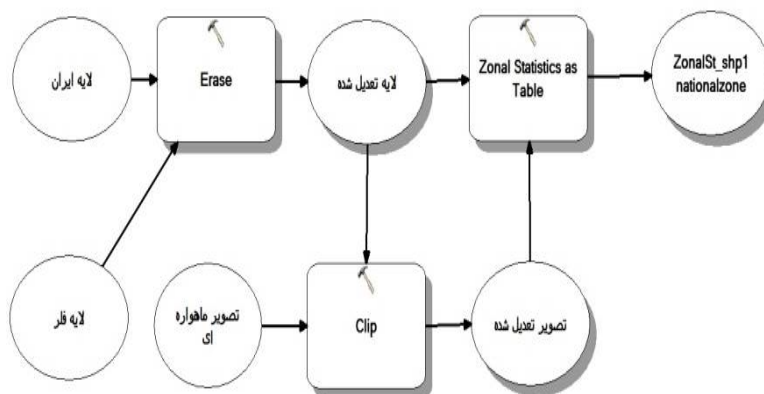 لایه ایران
Erase
لایه تعدیل شده
Zonal Statistics as
Table
ZonalSt_shp1
nationalzone
لایه فلر
تصویر ماهواره
ای
Clip
تصویر تعدیل شده